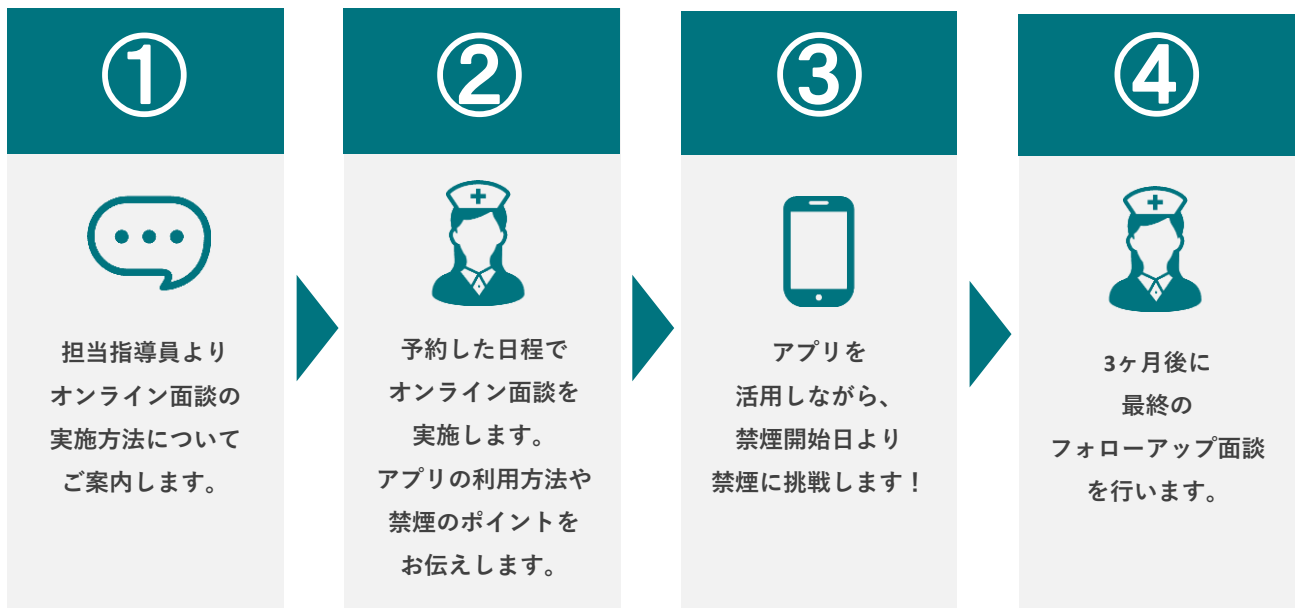 ①
担当指導員より
オンライン面談の
実施方法について
ご案内します。
②
予約した日程で
オンライン面談を
実施します。
アプリの利用方法や
禁煙のポイントを
お伝えします。
③
アプリを
活用しながら、
禁煙開始日より
禁煙に挑戦します！
④
3ヶ月後に
最終の
フォローアップ面談
を行います。